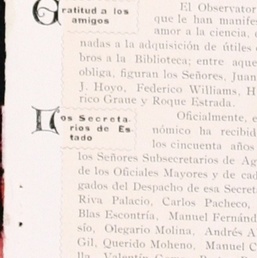 Gratitud a los
amigos
El Observator
que le han manifes
amor a la ciencia,
nadas a la adquisición de útiles
bros a la Biblioteca; entre aque
obliga, figuran los Señores, Juan
J. Hoyo, Federico Williams, H
rico Graue y Roque Estrada.
Los Secreta-
rios de Es-
tado
Oficialmente, e
nómico ha recibid
los cincuenta años
los Señores Subsecretarios de Ag
de los Oficiales Mayores y de cad
gados del Despacho de esa Secret
Riva Palacio, Carlos Pacheco,
Blas Escontría, Manuel Fernánd
sío, Olegario Molina, Andrés A
Gil, Querido Moheno, Manuel C